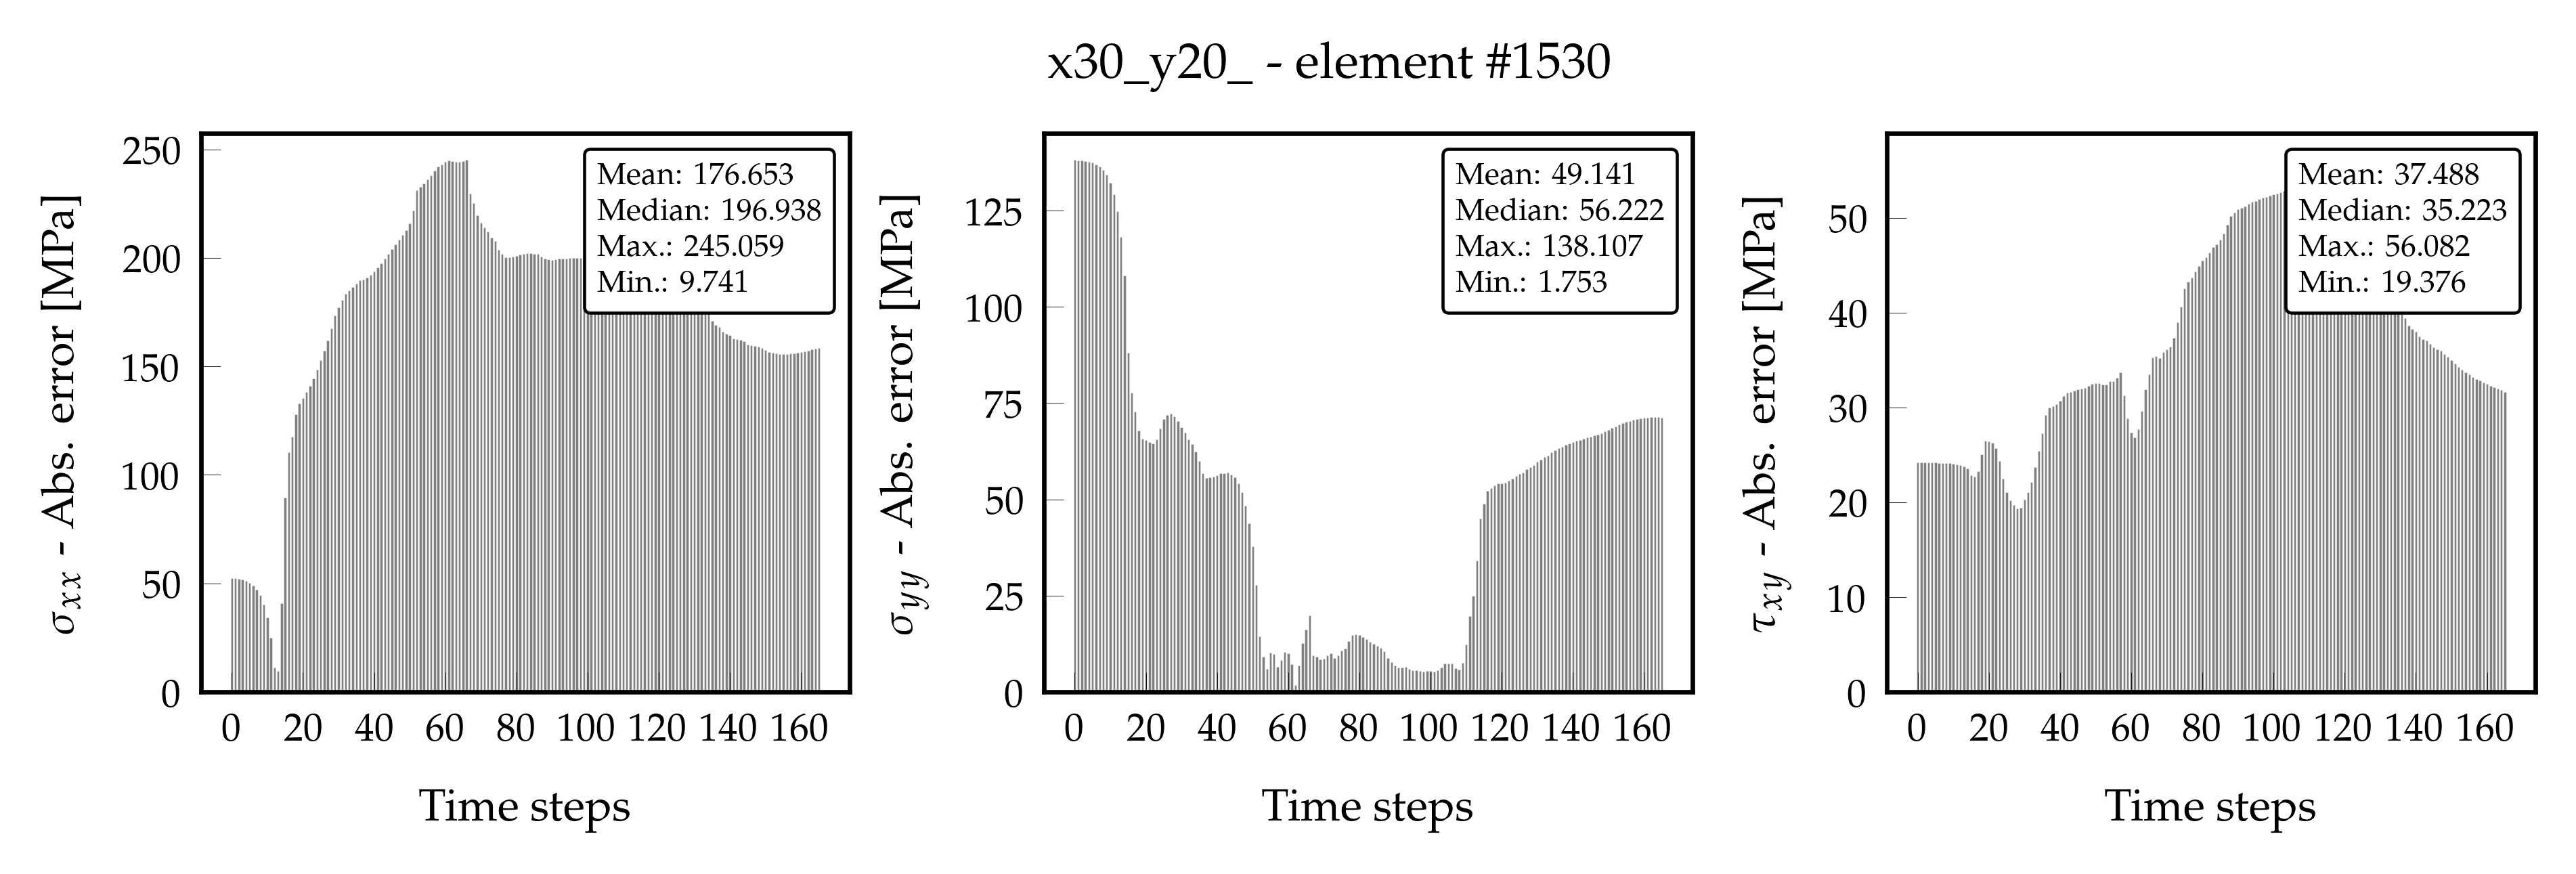 x30_y20_ - element #1530
σxx - Abs. error [MPa]
250
200
150
100
50
0
Mean: 176.653
Median: 196.938
Max.: 245.059
Min.: 9.741
0 20 40 60 80 100 120 140 160
Time steps
σyy - Abs. error [MPa]
125
100
75
50
25
0
Mean: 49.141
Median: 56.222
Max.: 138.107
Min.: 1.753
0 20 40 60 80 100 120 140 160
Time steps
τxy - Abs. error [MPa]
50
40
30
20
10
0
Mean: 37.488
Median: 35.223
Max.: 56.082
Min.: 19.376
0 20 40 60 80 100 120 140 160
Time steps